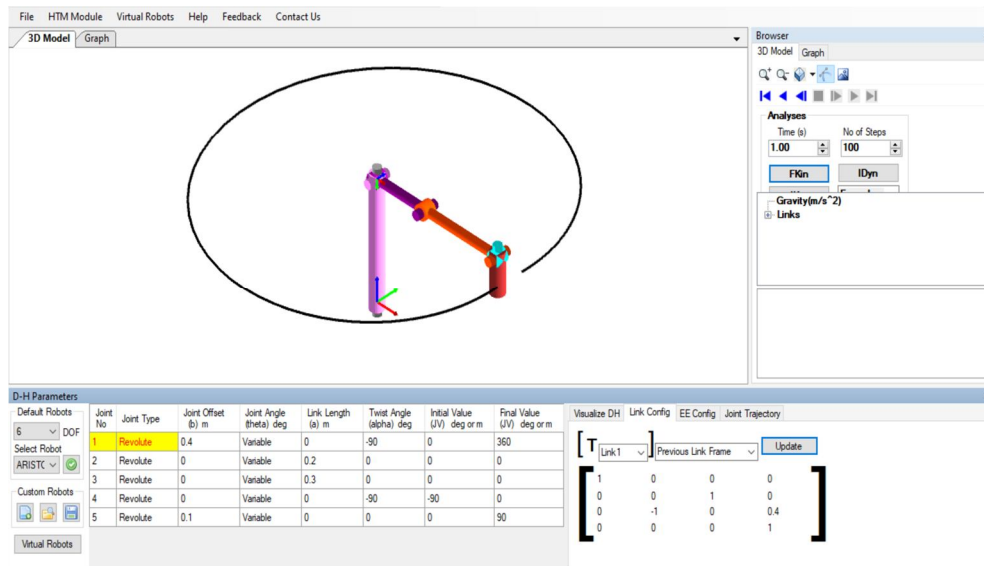 File HTM Module Virtual Robots Help Feedback Contact Us
3D Model Graph
Browser
3D Model Graph
Analyses
Time (s) No of Steps
1.00 100
FKin IDyn
Gravity(m/s^2)
Links
D-H Parameters
Default Robots
6 DOF
Select Robot
ARISTC
Custom Robots
Virtual Robots
Joint No Joint Type Joint Offset (b) m Joint Angle (theta) deg Link Length (a) m Twist Angle (alpha) deg Initial Value (JV) deg or m Final Value (JV) deg or m
1 Revolute 0.4 Variable 0 -90 0 360
2 Revolute 0 Variable 0.2 0 0 0
3 Revolute 0 Variable 0.3 0 0 0
4 Revolute 0 Variable 0 -90 -90 0
5 Revolute 0.1 Variable 0 0 0 90
Visualize DH Link Config EE Config Joint Trajectory
T Link1 Previous Link Frame Update
1 0 0 0
0 0 1 0
0 -1 0 0.4
0 0 0 1